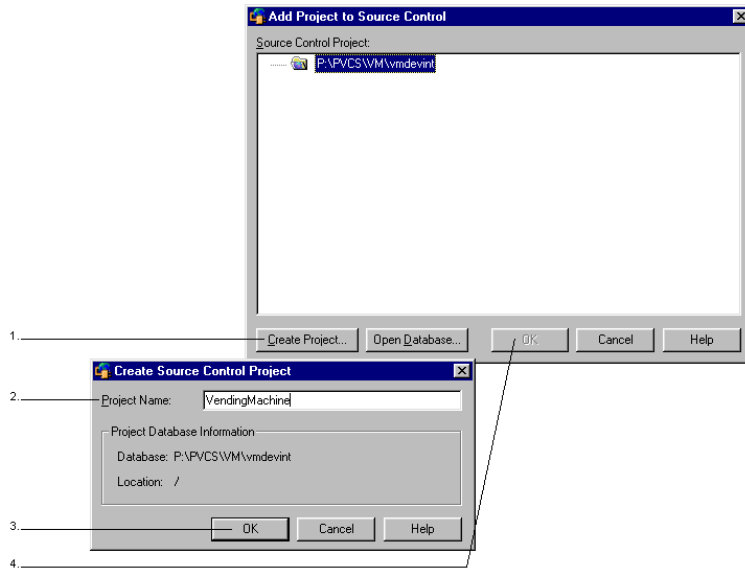 Add Project to Source Control
Source Control Project:
P:\PVCS\VM\vmdevint
1.
Create Project... Open Database... OK Cancel Help
Create Source Control Project
2.
Project Name: VendingMachine
Project Database Information
Database: P:\PVCS\VM\vmdevint
Location: /
3.
OK Cancel Help
4.